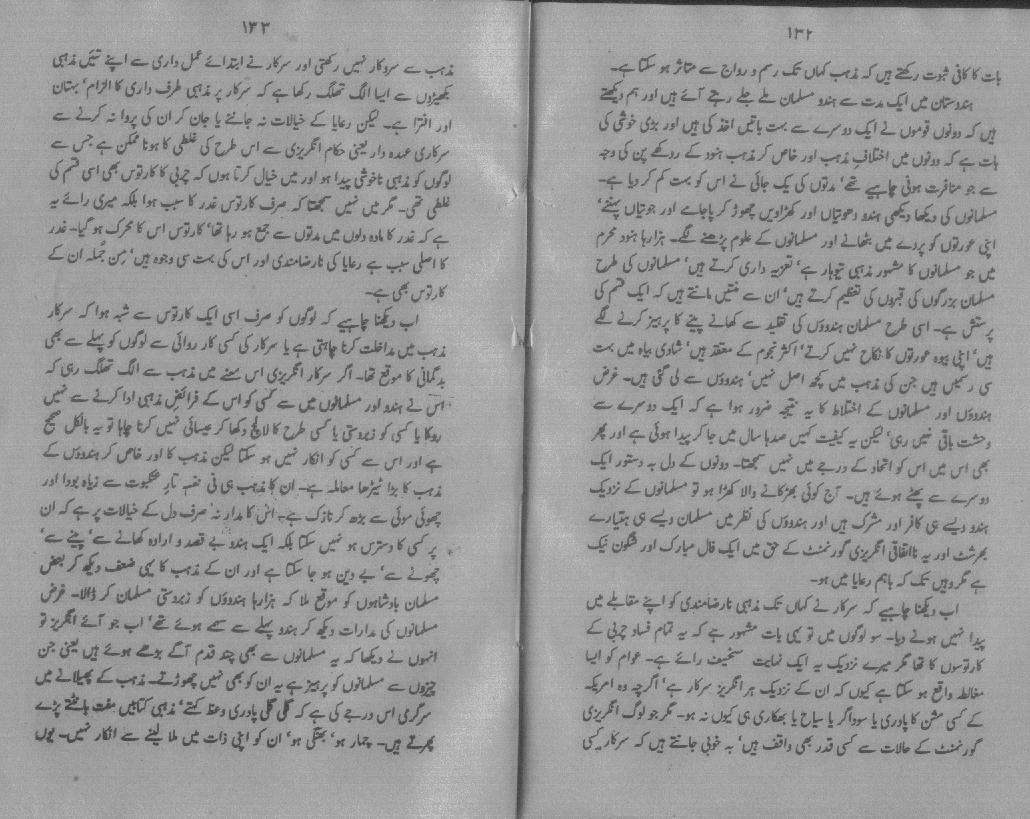 ۱۳۲
بات کا کافی ثبوت رکھتے ہیں کہ مذہب کہاں تک رسم و رواج سے متاثر ہو سکتا ہے۔
ہندوستان میں ایک مدت سے ہندو مسلمان ملے جلے رہتے آئے ہیں اور ہم دیکھتے
ہیں کہ دونوں قوموں نے ایک دوسرے سے بہت باتیں اخذ کی ہیں اور بڑی خوشی کی
بات ہے کہ دونوں میں اختلافِ مذہب اور خاص کر مذہب ہنود کے روکھے پن کی وجہ
سے جو منافرت ہونی چاہیے تھی‘ مدتوں کی یک جائی نے اس کو بہت کم کر دیا ہے۔
مسلمانوں کی دیکھا دیکھی ہندو دھوتیاں اور کھڑاویں چھوڑ کر پاجامے اور جوتیاں پہننے‘
اپنی عورتوں کو پردے میں بٹھانے اور مسلمانوں کے علوم پڑھنے لگے۔ ہزارہا ہنود محرم
میں جو مسلمانوں کا مشہور مذہبی تیوہار ہے‘ تعزیہ داری کرتے ہیں‘ مسلمانوں کی طرح
مسلمان بزرگوں کی قبروں کی تعظیم کرتے ہیں‘ ان سے منتیں مانتے ہیں کہ ایک قسم کی
پرستش ہے۔ اسی طرح مسلمان ہندوؤں کی تقلید سے کھانے پینے کا پرہیز کرنے لگے
ہیں‘ اپنی بیوہ عورتوں کا نکاح نہیں کرتے‘ اکثر نجوم کے معتقد ہیں‘ شادی بیاہ میں بہت
سی رسمیں ہیں جن کی مذہب میں کچھ اصل نہیں‘ ہندوؤں سے لی گئی ہیں۔ غرض
ہندوؤں اور مسلمانوں کے اختلاط کا یہ نتیجہ ضرور ہوا ہے کہ ایک دوسرے سے
وحشت باقی نہیں رہی‘ لیکن یہ کیفیت کہیں صدہا سال میں جا کر پیدا ہوئی ہے اور پھر
بھی اس میں اس کو اتحاد کے درجے میں نہیں سمجھتا۔ دونوں کے دل بہ دستور ایک
دوسرے سے پھٹے ہوئے ہیں۔ آج کوئی بھڑکانے والا کھڑا ہو تو مسلمانوں کے نزدیک
ہندو ویسے ہی کافر اور مشرک ہیں اور ہندوؤں کی نظر میں مسلمان ویسے ہی ہتیارے
بھرشٹ اور یہ نااتفاقی انگریزی گورنمنٹ کے حق میں ایک فال مبارک اور شگون نیک
ہے مگر وہیں تک کہ باہم رعایا میں ہو۔
اب دیکھنا چاہیے کہ سرکار نے کہاں تک مذہبی نارضامندی کو اپنے مقابلے میں
پیدا نہیں ہونے دیا۔ سو لوگوں میں تو یہی بات مشہور ہے کہ یہ تمام فساد چربی کے
کارتوسوں کا تھا مگر میرے نزدیک یہ ایک نہایت سخیف رائے ہے۔ عوام کو ایسا
مغالطہ واقع ہو سکتا ہے کیوں کہ ان کے نزدیک ہر انگریز سرکار ہے‘ اگرچہ وہ امریکہ
کے کسی مشن کا پادری یا سوداگر یا سیاح یا بھکاری ہی کیوں نہ ہو۔ مگر جو لوگ انگریزی
گورنمنٹ کے حالات سے کسی قدر بھی واقف ہیں‘ بہ خوبی جانتے ہیں کہ سرکار کسی
۱۳۳
مذہب سے سروکار نہیں رکھتی اور سرکار نے ابتدائے عمل داری سے اپنے تئیں مذہبی
بکھیڑوں سے ایسا الگ تھلگ رکھا ہے کہ سرکار پر مذہبی طرف داری کا الزام‘ بہتان
اور افترا ہے۔ لیکن رعایا کے خیالات نہ جاننے یا جان کر ان کی پروا نہ کرنے سے
سرکاری عہدہ دار یعنی حکام انگریزی سے اس طرح کی غلطی کا ہونا ممکن ہے جس سے
لوگوں کو مذہبی ناخوشی پیدا ہو اور میں خیال کرتا ہوں کہ چربی کا کارتوس بھی اسی قسم کی
غلطی تھی۔ مگر میں نہیں سمجھتا کہ صرف کارتوس غدر کا سبب ہوا بلکہ میری رائے یہ
ہے کہ غدر کا مادہ دلوں میں مدتوں سے جمع ہو رہا تھا‘ کارتوس اس کا محرک ہو گیا۔ غدر
کا اصلی سبب ہے رعایا کی نارضامندی اور اس کی بہت سی وجوہ ہیں‘ مِن جُملہ ان کے
کارتوس بھی ہے۔
اب دیکھنا چاہیے کہ لوگوں کو صرف اسی ایک کارتوس سے شبہ ہوا کہ سرکار
مذہب میں مداخلت کرنا چاہتی ہے یا سرکار کی کسی کار روائی سے لوگوں کو پہلے سے بھی
بدگمانی کا موقع تھا۔ اگر سرکار انگریزی اس معنے میں مذہب سے الگ تھلگ رہی کہ
اس نے ہندو اور مسلمانوں میں سے کسی کو اس کے فرائضِ مذہبی ادا کرنے سے نہیں
روکا یا کسی کو زبردستی یا کسی طرح کا لالچ دکھا کر عیسائی نہیں کرنا چاہا تو یہ بالکل صحیح
ہے اور اس سے کسی کو انکار نہیں ہو سکتا لیکن مذہب کا اور خاص کر ہندوؤں کے
مذہب کا بڑا ٹیڑھا معاملہ ہے۔ ان کا مذہب ہی فی نفسہٖ تارِ عنکبوت سے زیادہ بودا اور
چھوئی موئی سے بڑھ کر نازک ہے۔ اس کا مدار نہ صرف دل کے خیالات پر ہے کہ ان
پر کسی کا دسترس ہو نہیں سکتا بلکہ ایک ہندو بے قصد و ارادہ کھانے سے‘ پینے سے‘
چھونے سے‘ بے دین ہو جا سکتا ہے اور ان کے مذہب کا یہی ضعف دیکھ کر بعض
مسلمان بادشاہوں کو موقع ملا کہ ہزارہا ہندوؤں کو زبردستی مسلمان کر ڈالا۔ غرض
مسلمانوں کی مدارات دیکھ کر ہندو پہلے سے سہمے ہوئے تھے‘ اب جو آئے انگریز تو
انہوں نے دیکھا کہ یہ مسلمانوں سے بھی چند قدم آگے بڑھے ہوئے ہیں یعنی جن
چیزوں سے مسلمانوں کو پرہیز ہے یہ ان کو بھی نہیں چھوڑتے۔ مذہب کے پھیلانے میں
سرگرمی اس درجے کی ہے کہ گلی گلی پادری وعظ کہتے‘ مذہبی کتابیں مفت بانٹتے پڑے
پھرتے ہیں۔ چمار ہو‘ بھنگی ہو‘ ان کو اپنی ذات میں ملا لینے سے انکار نہیں۔ یوں